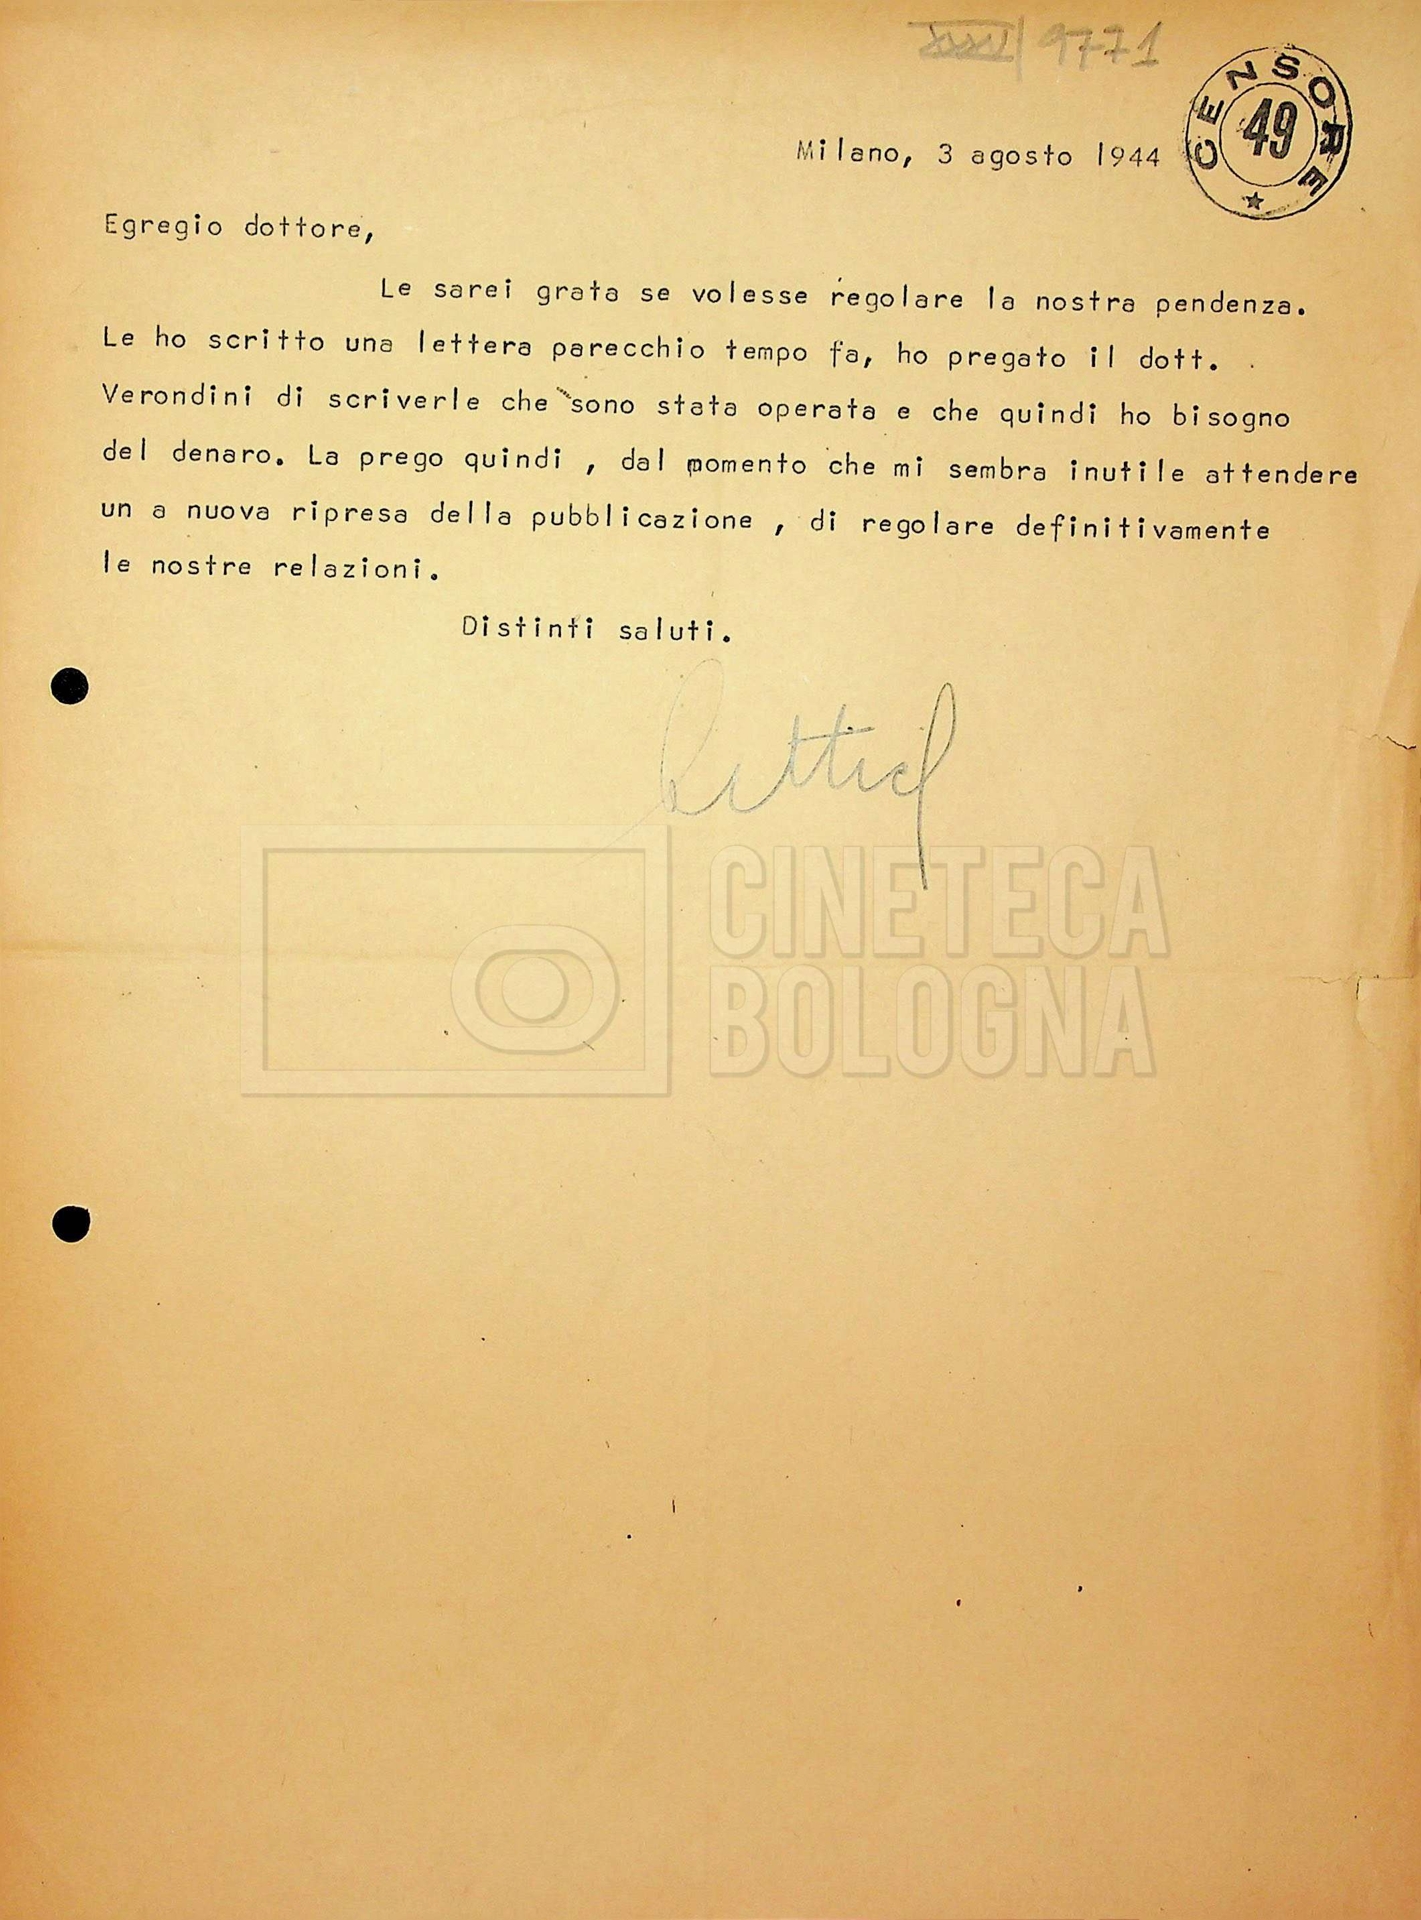 9771
CENSORE
49
Milano, 3 agosto 1944
Egregio dottore,
Le sarei grata se volesse regolare la nostra pendenza.
Le ho scritto una lettera parecchio tempo fa, ho pregato il dott.
Verondini di scriverle che sono stata operata e che quindi ho bisogno
del denaro. La prego quindi , dal momento che mi sembra inutile attendere
un a nuova ripresa della pubblicazione , di regolare definitivamente
le nostre relazioni.
Distinti saluti.
CINETECA
BOLOGNA